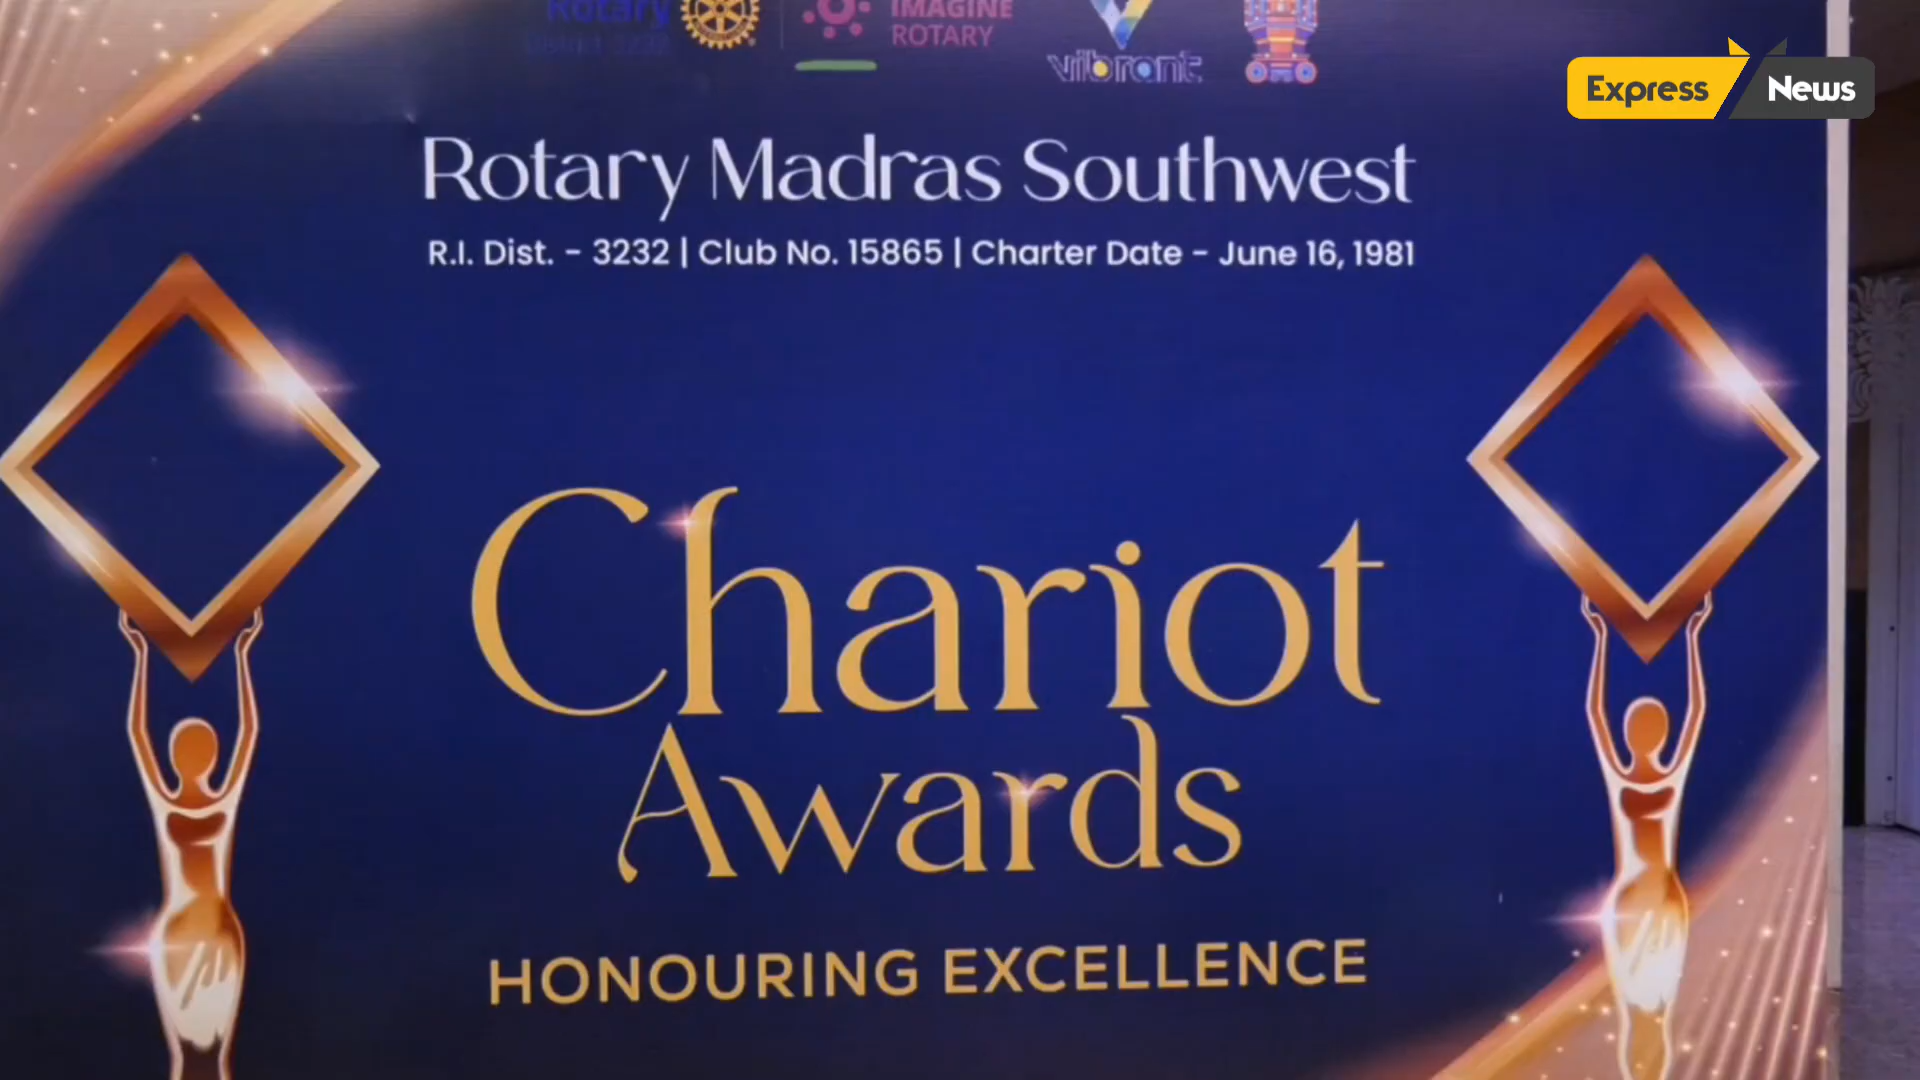 Rotary
IMAGINE
ROTARY
vibrant
Express News
Rotary Madras Southwest
R.I. Dist. - 3232 | Club No. 15865 | Charter Date - June 16, 1981
Chariot
Awards
HONOURING EXCELLENCE